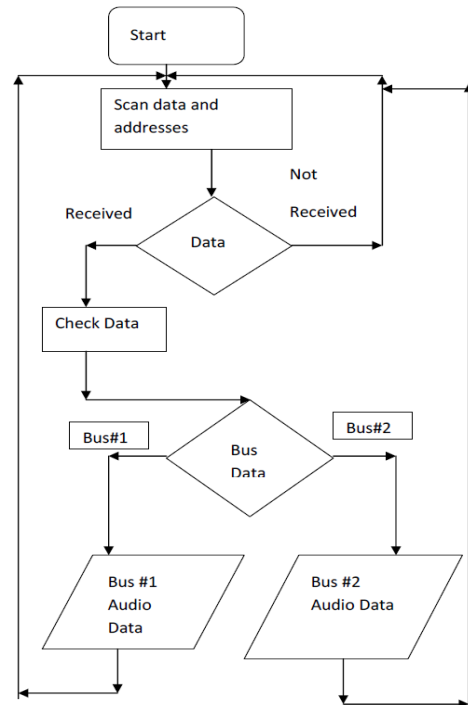 Start
Scan data and
addresses
Not
Received
Received
Data
Check Data
Bus#1
Bus#2
Bus
Data
Bus #1
Audio
Data
Bus #2
Audio Data